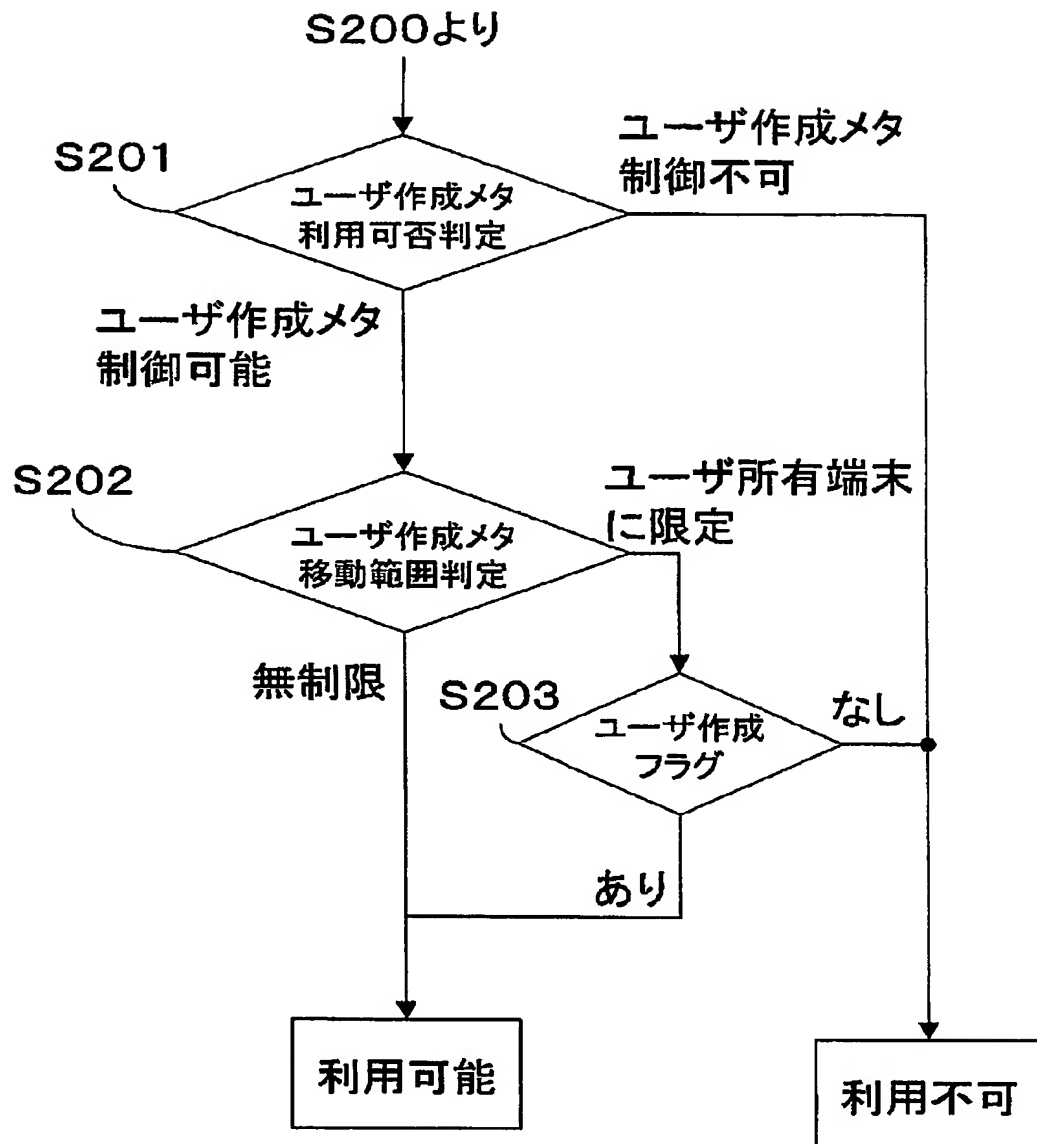 S200より
S201
ユーザ作成メタ
利用可否判定
ユーザ作成メタ
制御不可
ユーザ作成メタ
制御可能
S202
ユーザ作成メタ
移動範囲判定
ユーザ所有端末
に限定
無制限
S203
ユーザ作成
フラグ
なし
あり
利用可能
利用不可